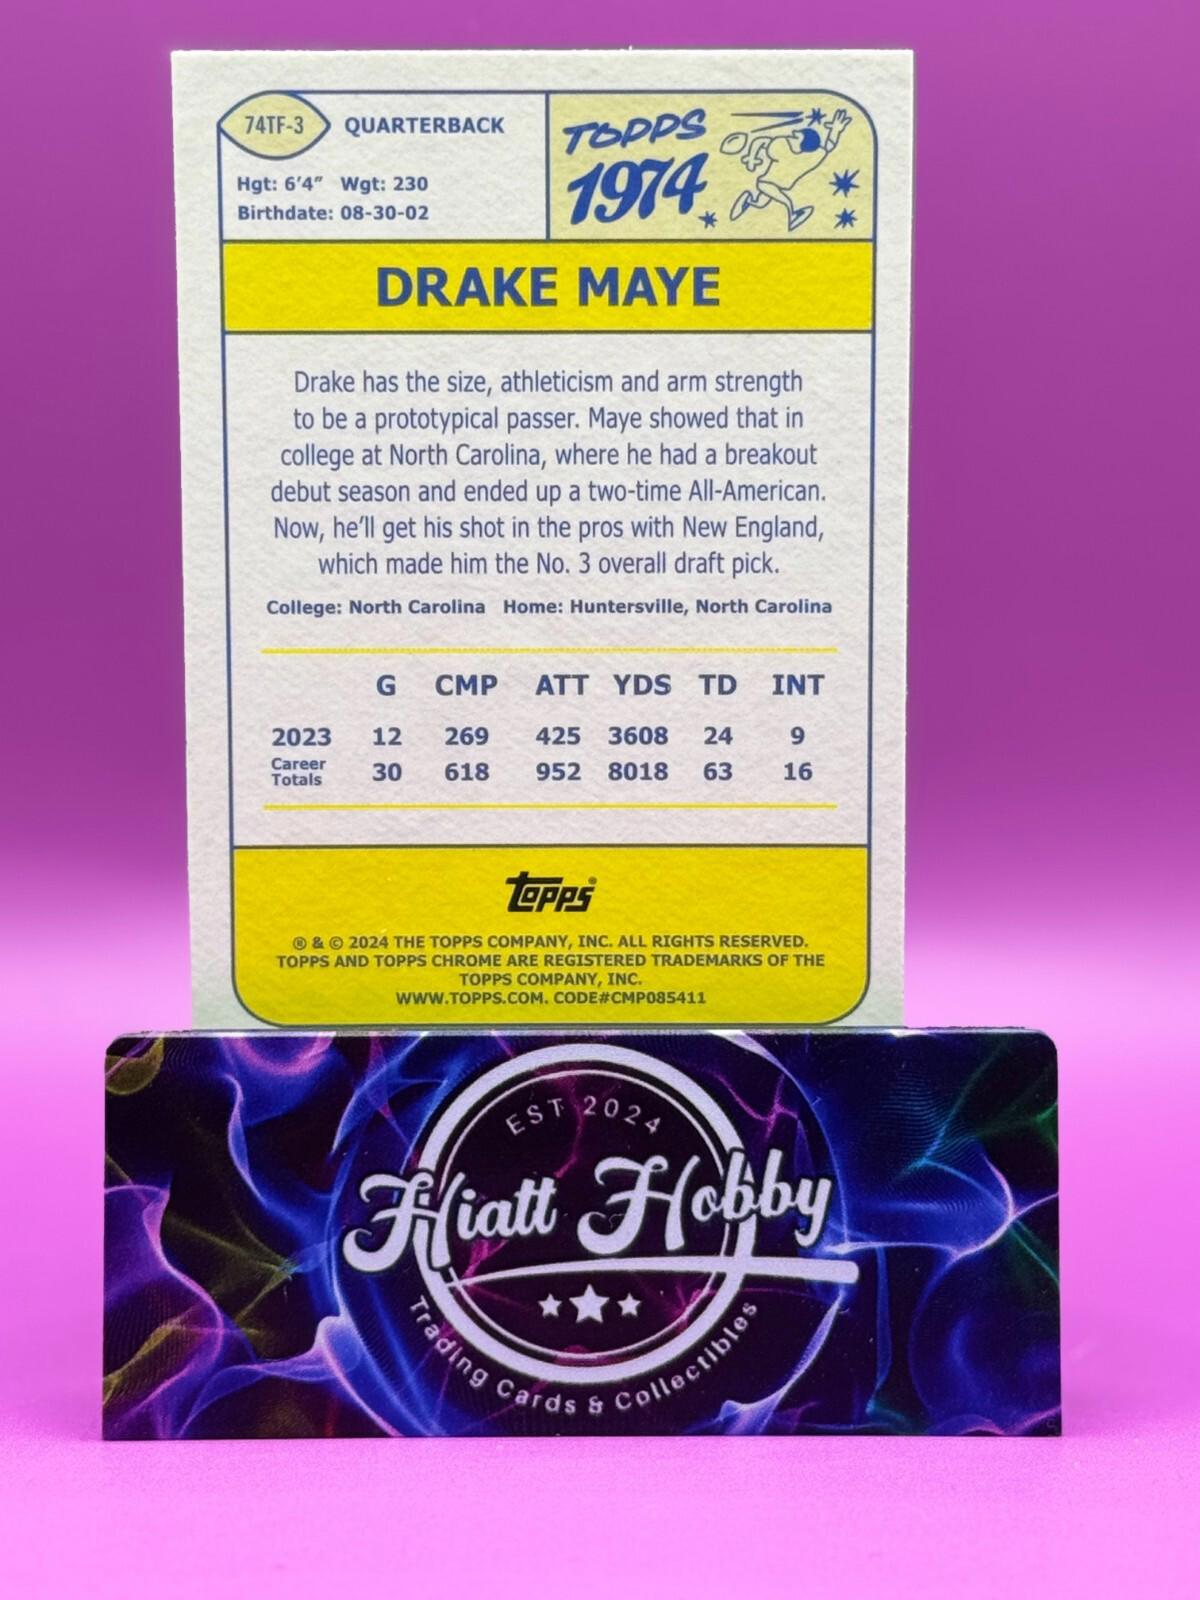 74TF-3 QUARTERBACK
Hgt: 6'4" Wgt: 230
Birthdate: 08-30-02
TOPPS
1974
DRAKE MAYE
Drake has the size, athleticism and arm strength
to be a prototypical passer. Maye showed that in
college at North Carolina, where he had a breakout
debut season and ended up a two-time All-American.
Now, he'll get his shot in the pros with New England,
which made him the No. 3 overall draft pick.
College: North Carolina Home: Huntersville, North Carolina
G CMP ATT YDS TD INT
2023 12 269 425 3608 24 9
Career Totals 30 618 952 8018 63 16
Topps®
® & © 2024 THE TOPPS COMPANY, INC. ALL RIGHTS RESERVED.
TOPPS AND TOPPS CHROME ARE REGISTERED TRADEMARKS OF THE
TOPPS COMPANY, INC.
WWW.TOPPS.COM. CODE#CMP085411
EST 2024
Hiatt Hobby
Trading Cards & Collectibles